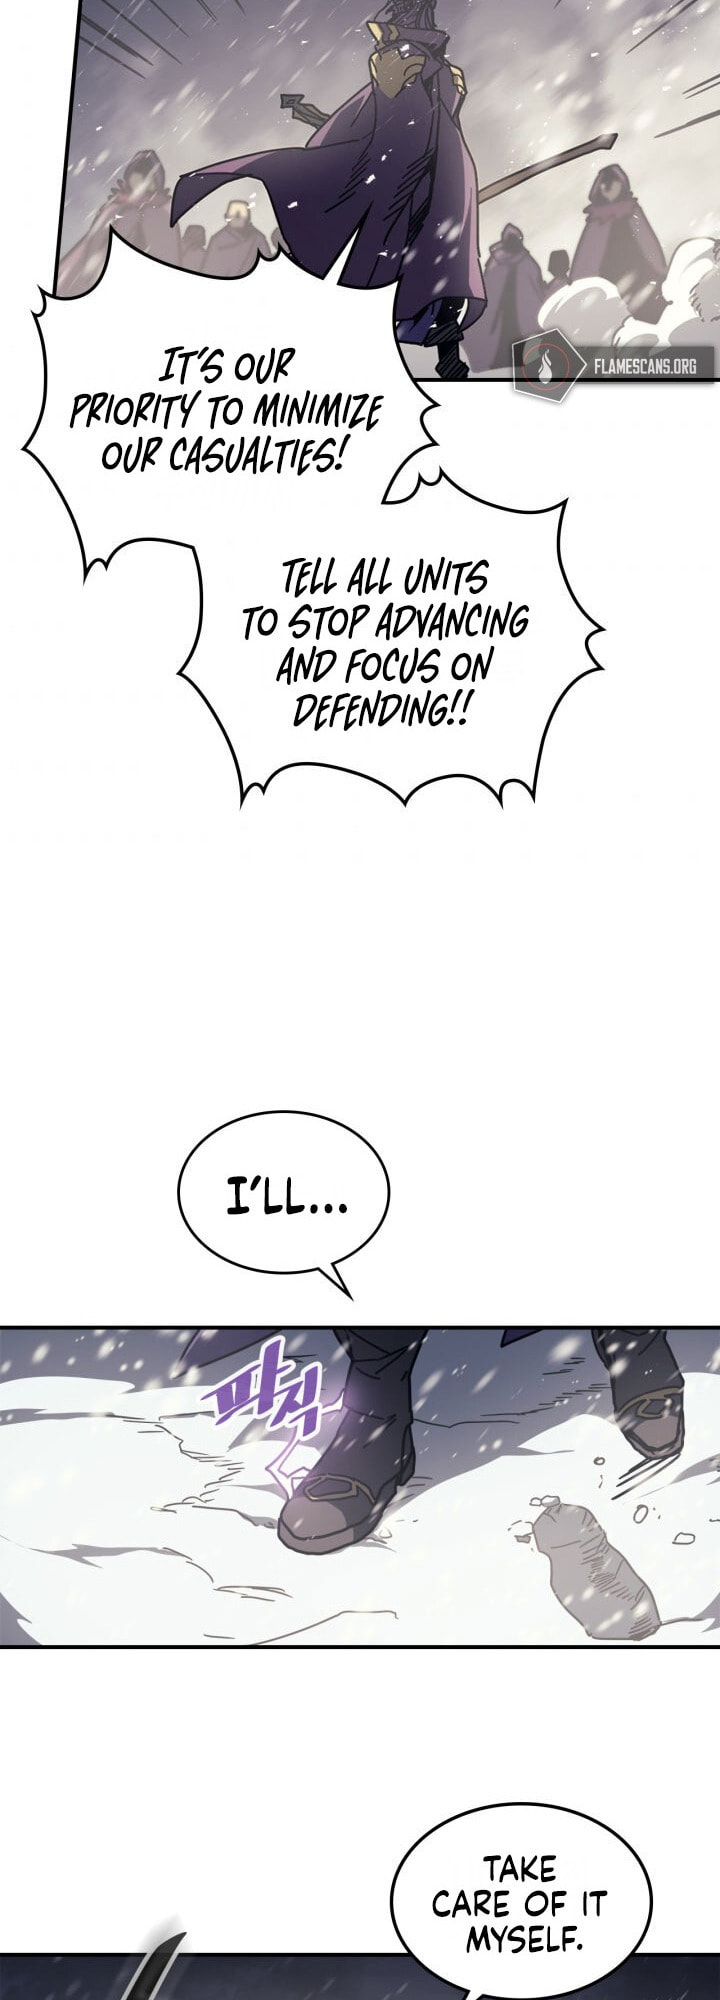 FLAMESCANS.ORG
IT'S OUR
PRIORITY TO MINIMIZE
OUR CASUALTIES!
TELL ALL UNITS
TO STOP ADVANCING
AND FOCUS ON
DEFENDING!!
I'LL...
파직
TAKE
CARE OF IT
MYSELF.